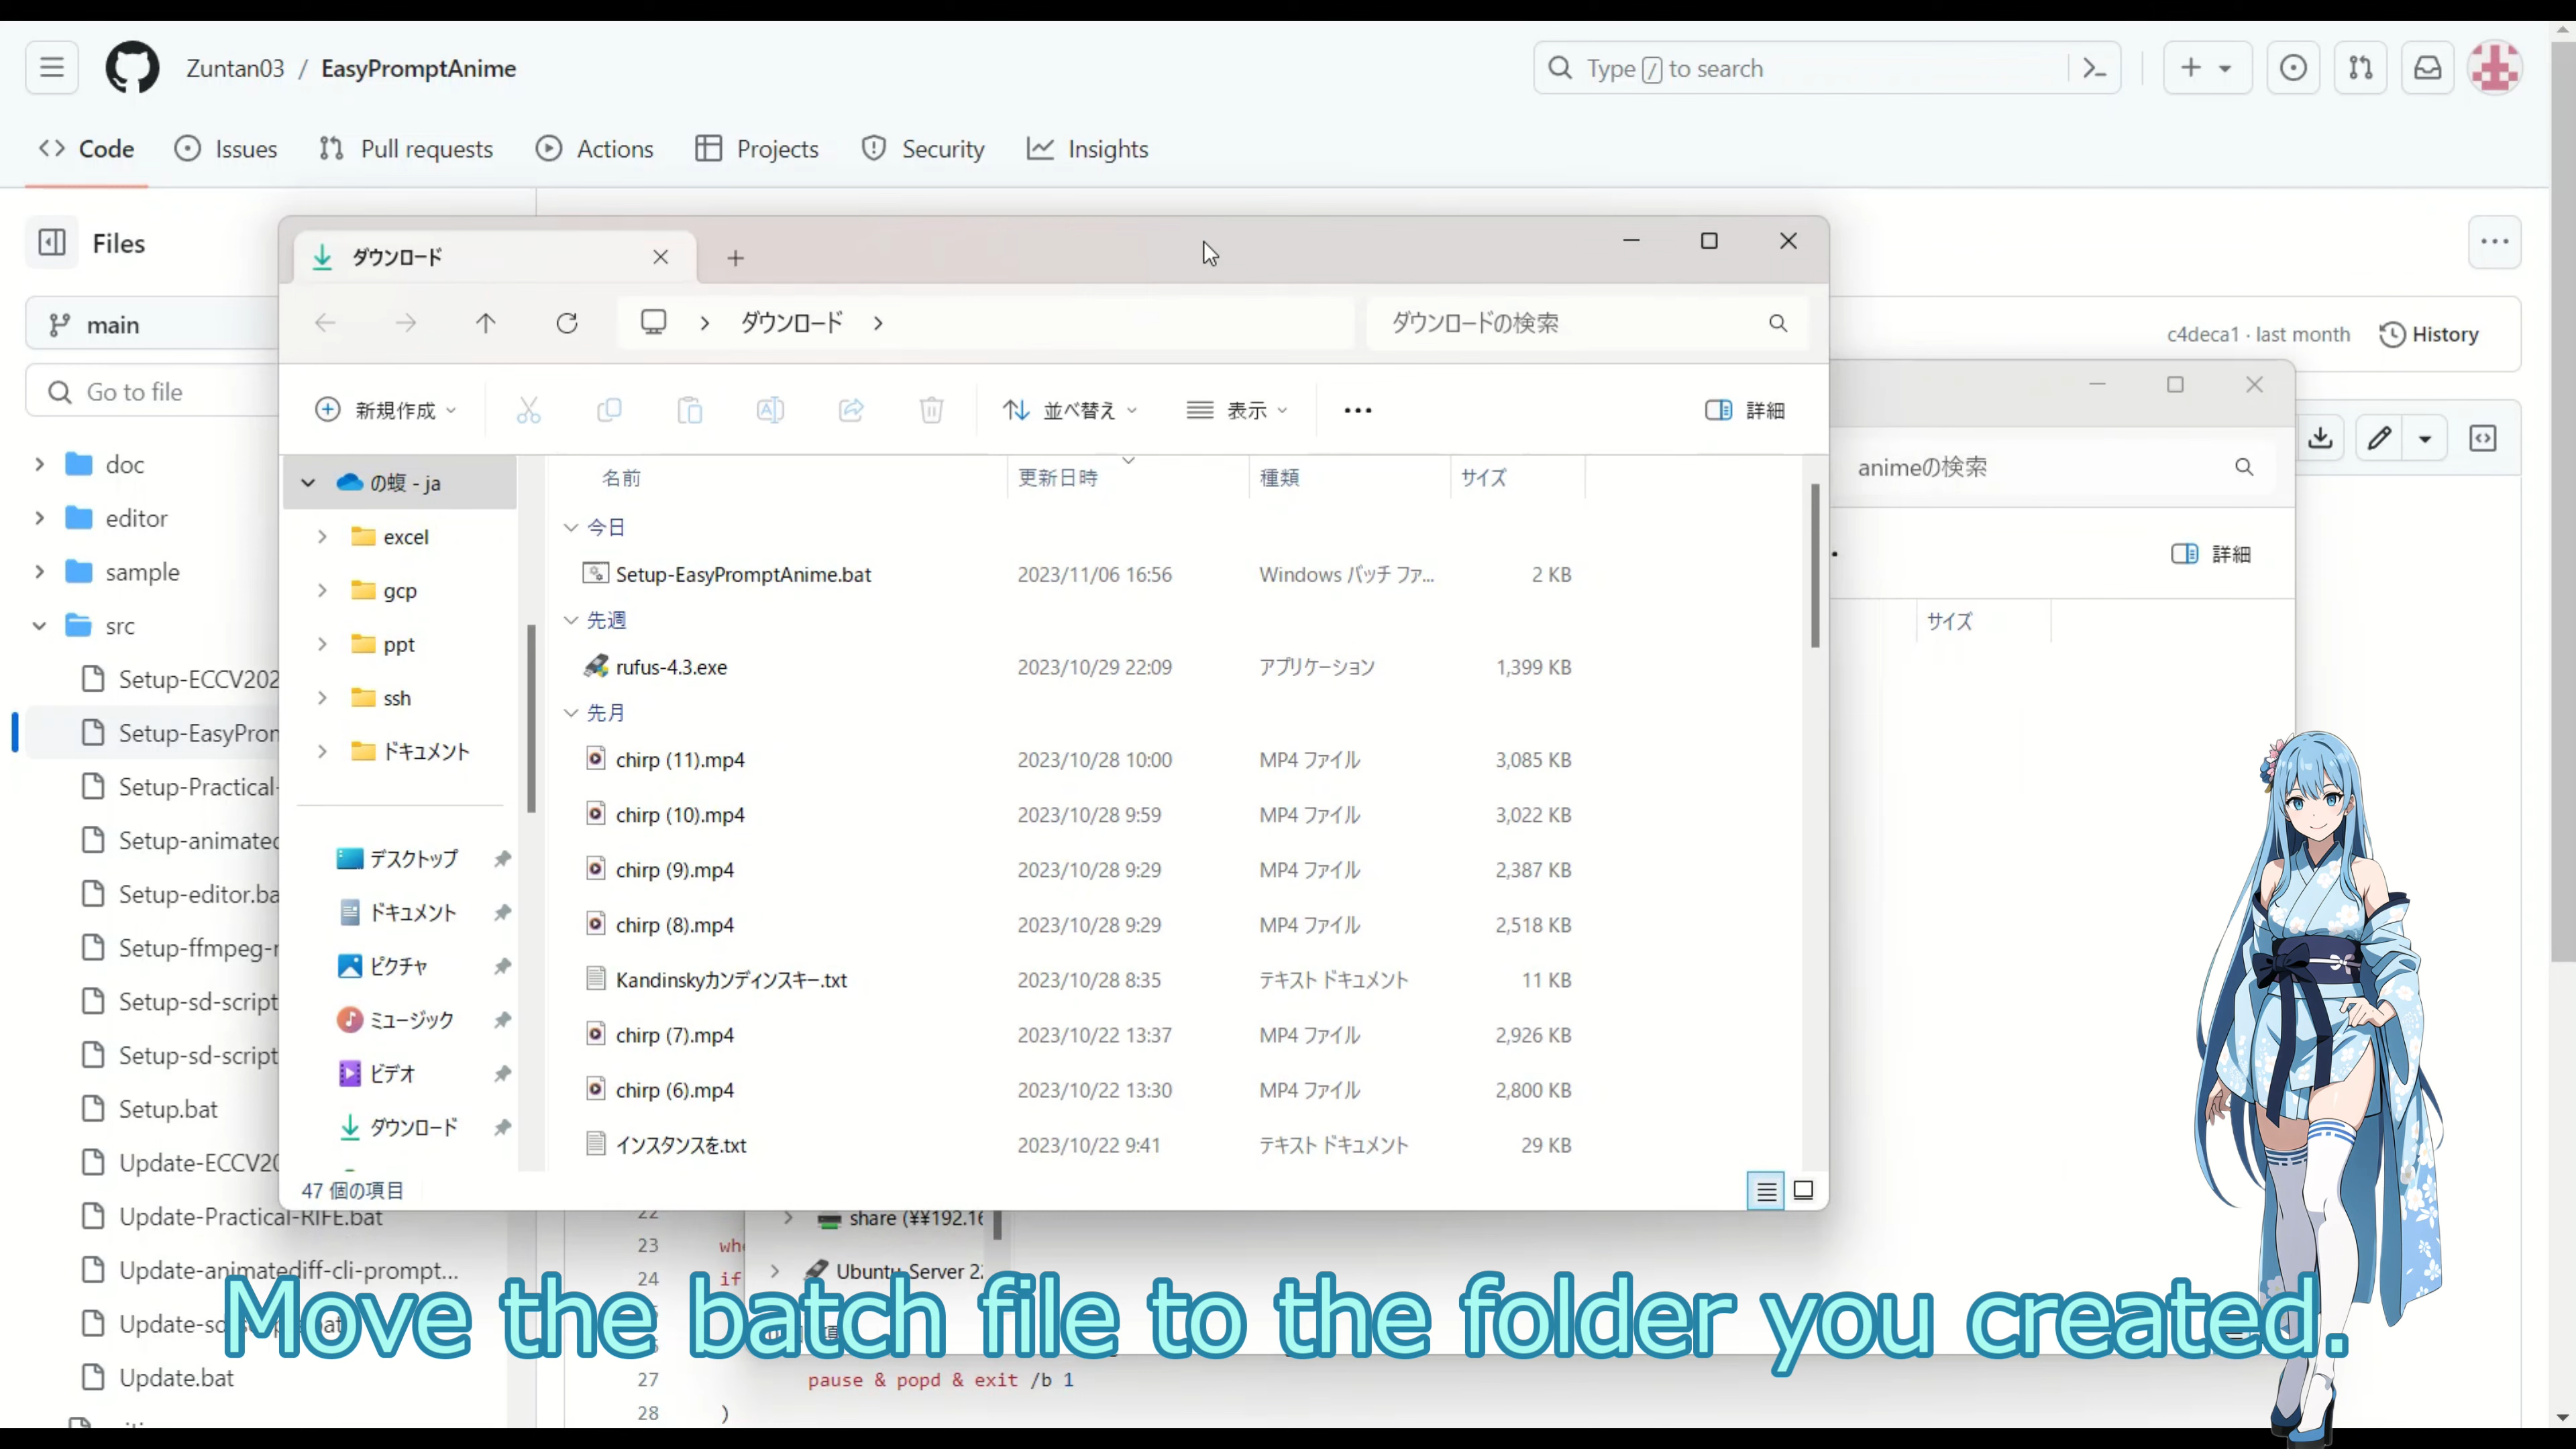 Zuntan03 / EasyPromptAnime
Type / to search
Code
Issues
Pull requests
Actions
Projects
Security
Insights
Files
main
Go to file
doc
editor
sample
src
Setup-ECCV202
Setup-EasyProm
Setup-Practical-
Setup-animated
Setup-editor.ba
Setup-ffmpeg-r
Setup-sd-script
Setup-sd-script
Setup.bat
Update-ECCV20
Update-Practical-RIFE.bat
Update-animatediff-cli-prompt...
Update.bat
c4deca1 · last month
History
ダウンロード
ダウンロード
ダウンロードの検索
新規作成
並べ替え
表示
詳細
の蝮 - ja
excel
gcp
ppt
ssh
ドキュメント
デスクトップ
ドキュメント
ピクチャ
ミュージック
ビデオ
ダウンロード
名前 更新日時 種類 サイズ
今日
Setup-EasyPromptAnime.bat 2023/11/06 16:56 Windows バッチ ファ... 2 KB
先週
rufus-4.3.exe 2023/10/29 22:09 アプリケーション 1,399 KB
先月
chirp (11).mp4 2023/10/28 10:00 MP4 ファイル 3,085 KB
chirp (10).mp4 2023/10/28 9:59 MP4 ファイル 3,022 KB
chirp (9).mp4 2023/10/28 9:29 MP4 ファイル 2,387 KB
chirp (8).mp4 2023/10/28 9:29 MP4 ファイル 2,518 KB
Kandinskyカンディンスキー.txt 2023/10/28 8:35 テキスト ドキュメント 11 KB
chirp (7).mp4 2023/10/22 13:37 MP4 ファイル 2,926 KB
chirp (6).mp4 2023/10/22 13:30 MP4 ファイル 2,800 KB
インスタンスを.txt 2023/10/22 9:41 テキスト ドキュメント 29 KB
47 個の項目
animeの検索
詳細
サイズ
22
share (¥¥192.16
23 whe
Ubuntu-Server 22
24 if
Move the batch file to the folder you created.
27 pause & popd & exit /b 1
28 )